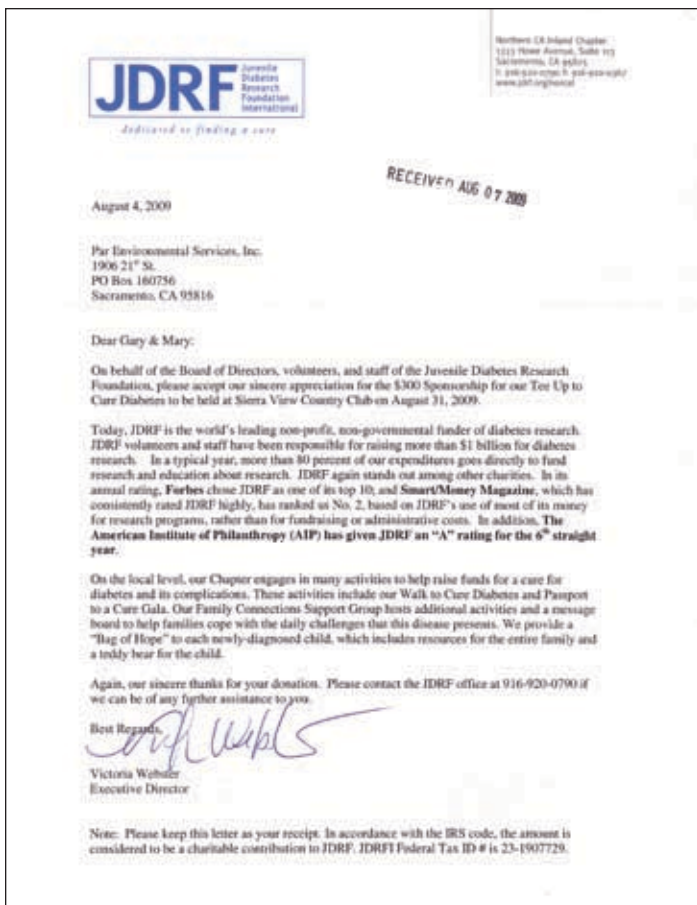 JDRF
Juvenile
Diabetes
Research
Foundation
International
dedicated to finding a cure
Northern CA Inland Chapter
Howe Avenue, Suite
Sacramento, CA
RECEIVED AUG 07 2009
August 4, 2009
Par Environmental Services, Inc.
1906 21st St.
PO Box 160756
Sacramento, CA 95816
Dear Gary & Mary:
On behalf of the Board of Directors, volunteers, and staff of the Juvenile Diabetes Research
Foundation, please accept our sincere appreciation for the $300 Sponsorship for our Tee Up to
Cure Diabetes to be held at Sierra View Country Club on August 31, 2009.
Today, JDRF is the world's leading non-profit, non-governmental funder of diabetes research.
JDRF volunteers and staff have been responsible for raising more than $1 billion for diabetes
research. In a typical year, more than 80 percent of our expenditures goes directly to fund
research and education about research. JDRF again stands out among other charities. In its
annual rating, Forbes chose JDRF as one of its top 10; and Smart/Money Magazine, which has
consistently rated JDRF highly, has ranked us No. 2, based on JDRF's use of most of its money
for research programs, rather than for fundraising or administrative costs. In addition, The
American Institute of Philanthropy (AIP) has given JDRF an "A" rating for the 6th straight
year.
On the local level, our Chapter engages in many activities to help raise funds for a cure for
diabetes and its complications. These activities include our Walk to Cure Diabetes and Passport
to a Cure Gala. Our Family Connections Support Group hosts additional activities and a message
board to help families cope with the daily challenges that this disease presents. We provide a
"Bag of Hope" to each newly-diagnosed child, which includes resources for the entire family and
a teddy bear for the child.
Again, our sincere thanks for your donation. Please contact the JDRF office at 916-920-0790 if
we can be of any further assistance to you.
Best Regards,
Victoria Webster
Executive Director
Note: Please keep this letter as your receipt. In accordance with the IRS code, the amount is
considered to be a charitable contribution to JDRF. JDRFI Federal Tax ID # is 23-1907729.